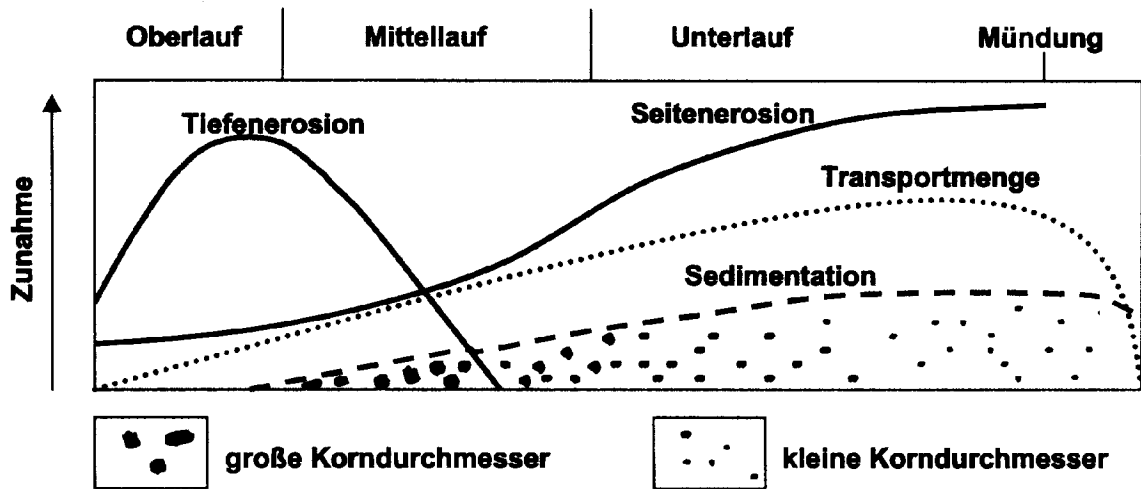 Oberlauf Mittellauf Unterlauf Mündung
Tiefenerosion Seitenerosion
Transportmenge
Sedimentation
Zunahme
große Korndurchmesser kleine Korndurchmesser